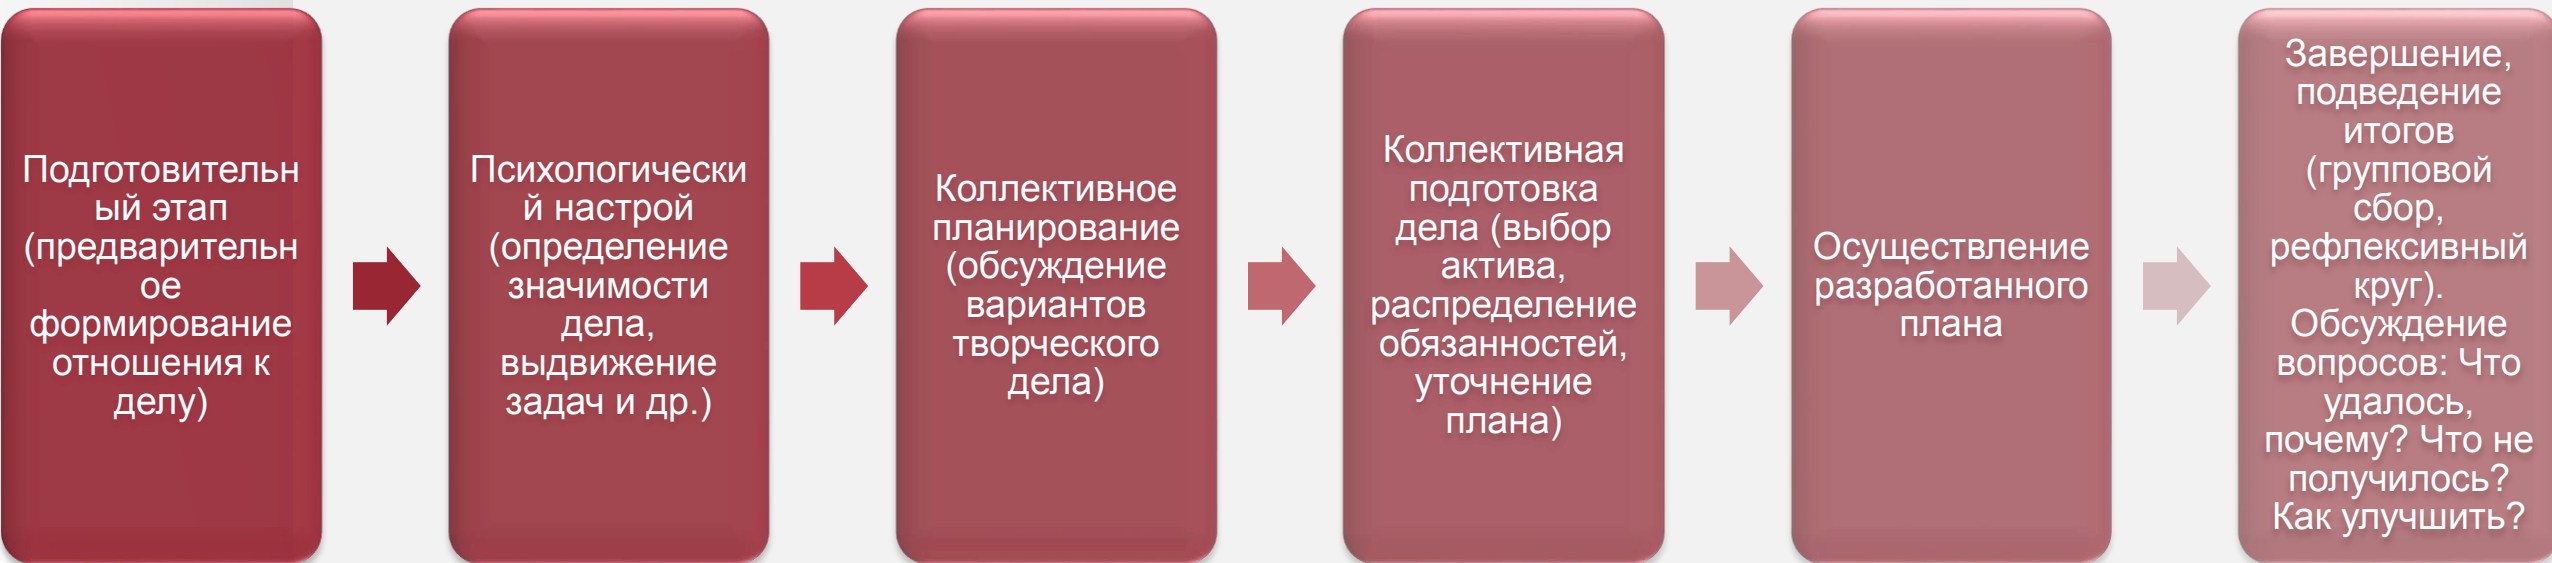 Подготовительн
ый этап
(предварительн
ое
формирование
отношения к
делу)
Психологически
й настрой
(определение
значимости
дела,
выдвижение
задач и др.)
Коллективное
планирование
(обсуждение
вариантов
творческого
дела)
Коллективная
подготовка
дела (выбор
актива,
распределение
обязанностей,
уточнение
плана)
Осуществление
разработанного
плана
Завершение,
подведение
итогов
(групповой
сбор,
рефлексивный
круг).
Обсуждение
вопросов: Что
удалось,
почему? Что не
получилось?
Как улучшить?